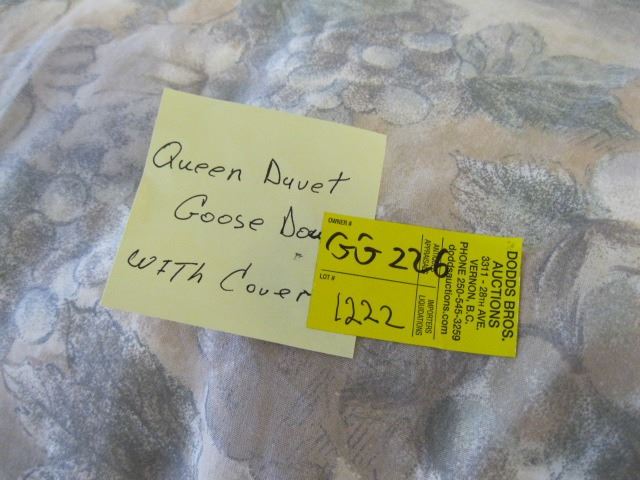 Queen Duvet
Goose Dow
WITH Cover
OWNER #
GG 226
LOT #
1222
APPRAISALS
IMPORTERS
LIQUIDATIONS
DODDS BROS.
AUCTIONS
3311 - 28TH AVE.
VERNON, B.C.
PHONE 250-545-3259
doddsauctions.com